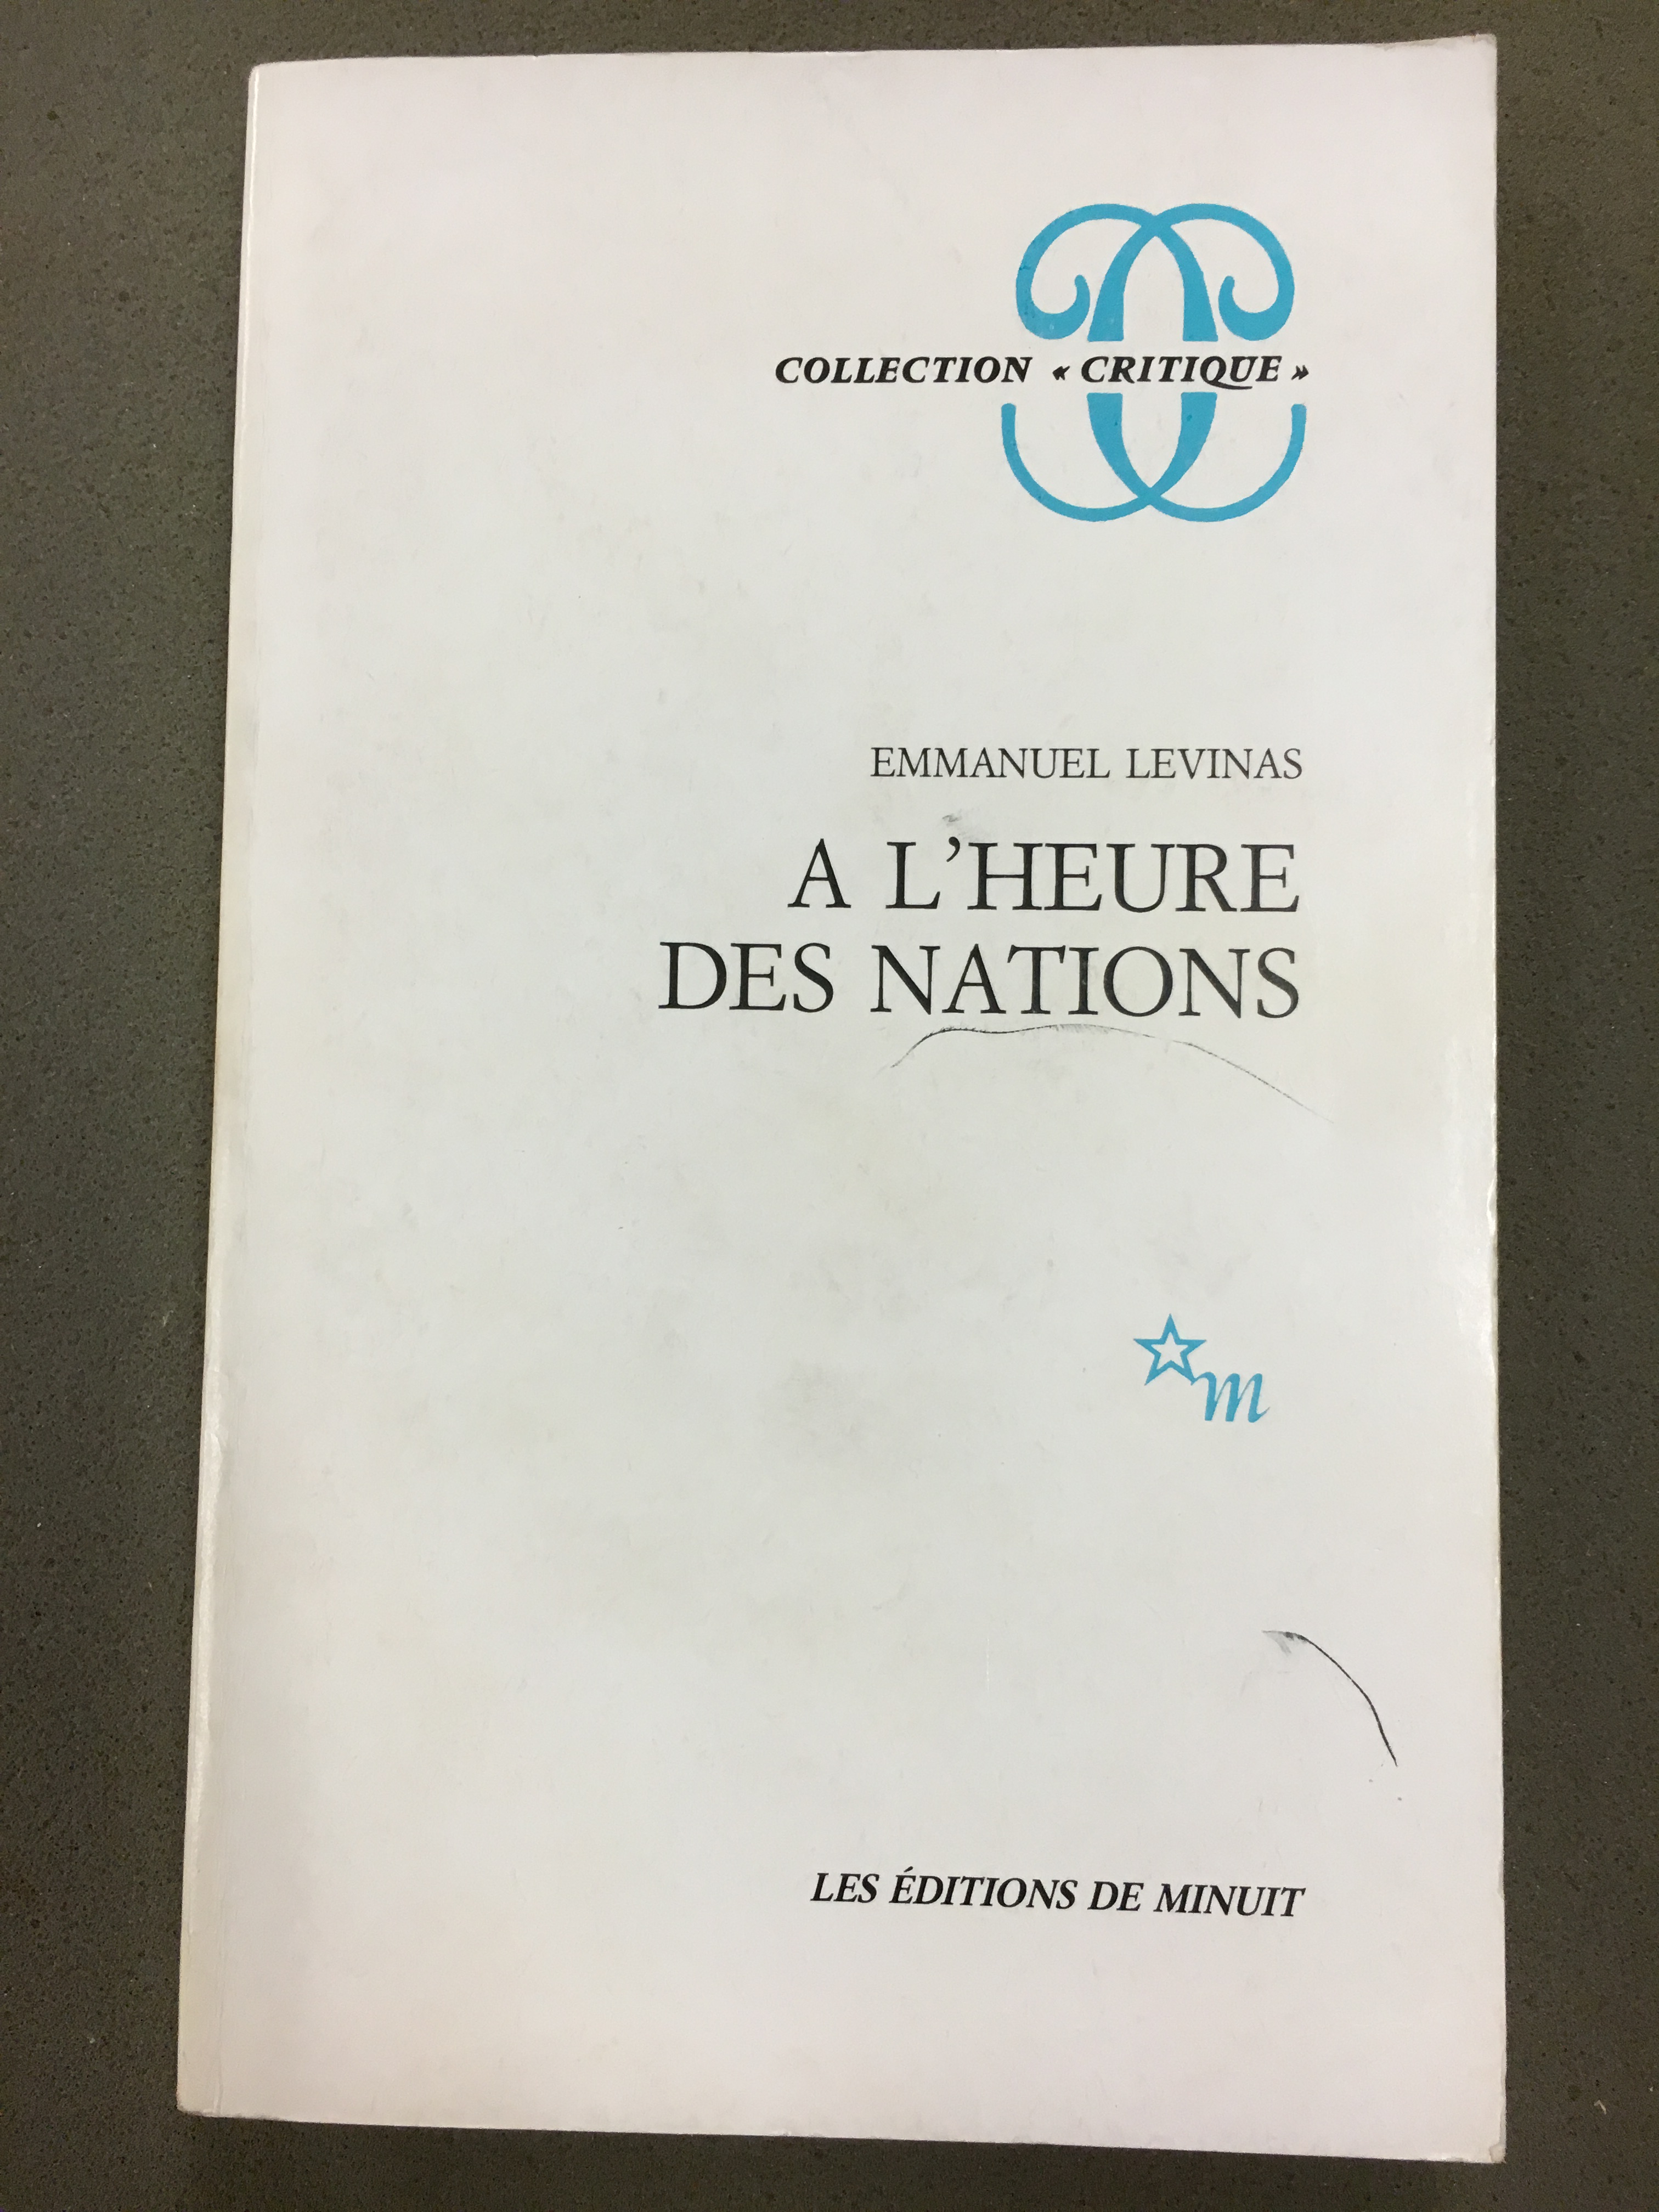 COLLECTION « CRITIQUE »
EMMANUEL LEVINAS
A L’HEURE
DES NATIONS
m
LES ÉDITIONS DE MINUIT